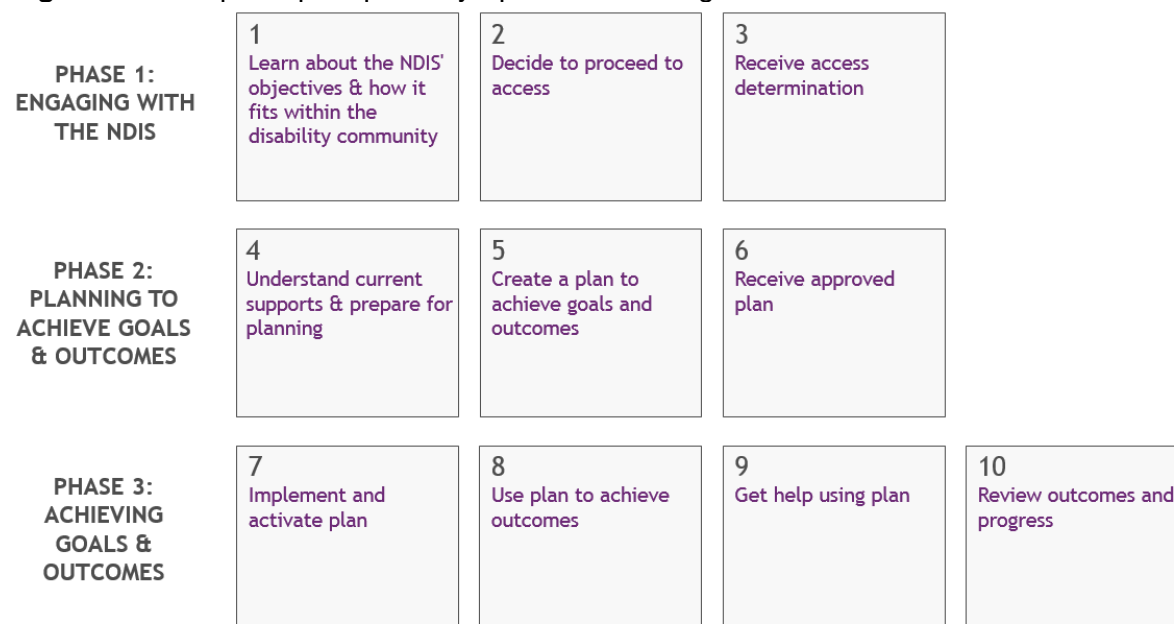 PHASE 1:
ENGAGING WITH
THE NDIS
1
Learn about the NDIS'
objectives & how it
fits within the
disability community
2
Decide to proceed to
access
3
Receive access
determination
PHASE 2:
PLANNING TO
ACHIEVE GOALS
& OUTCOMES
4
Understand current
supports & prepare for
planning
5
Create a plan to
achieve goals and
outcomes
6
Receive approved
plan
PHASE 3:
ACHIEVING
GOALS &
OUTCOMES
7
Implement and
activate plan
8
Use plan to achieve
outcomes
9
Get help using plan
10
Review outcomes and
progress